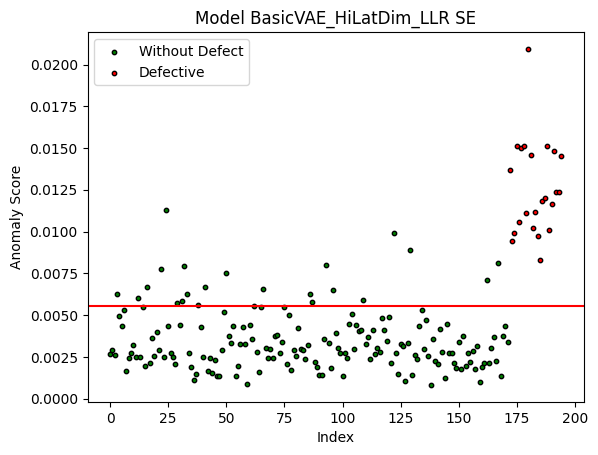 Model BasicVAE_HiLatDim_LLR SE
Without Defect
Defective
Anomaly Score
0.0200
0.0175
0.0150
0.0125
0.0100
0.0075
0.0050
0.0025
0.0000
0 25 50 75 100 125 150 175 200
Index